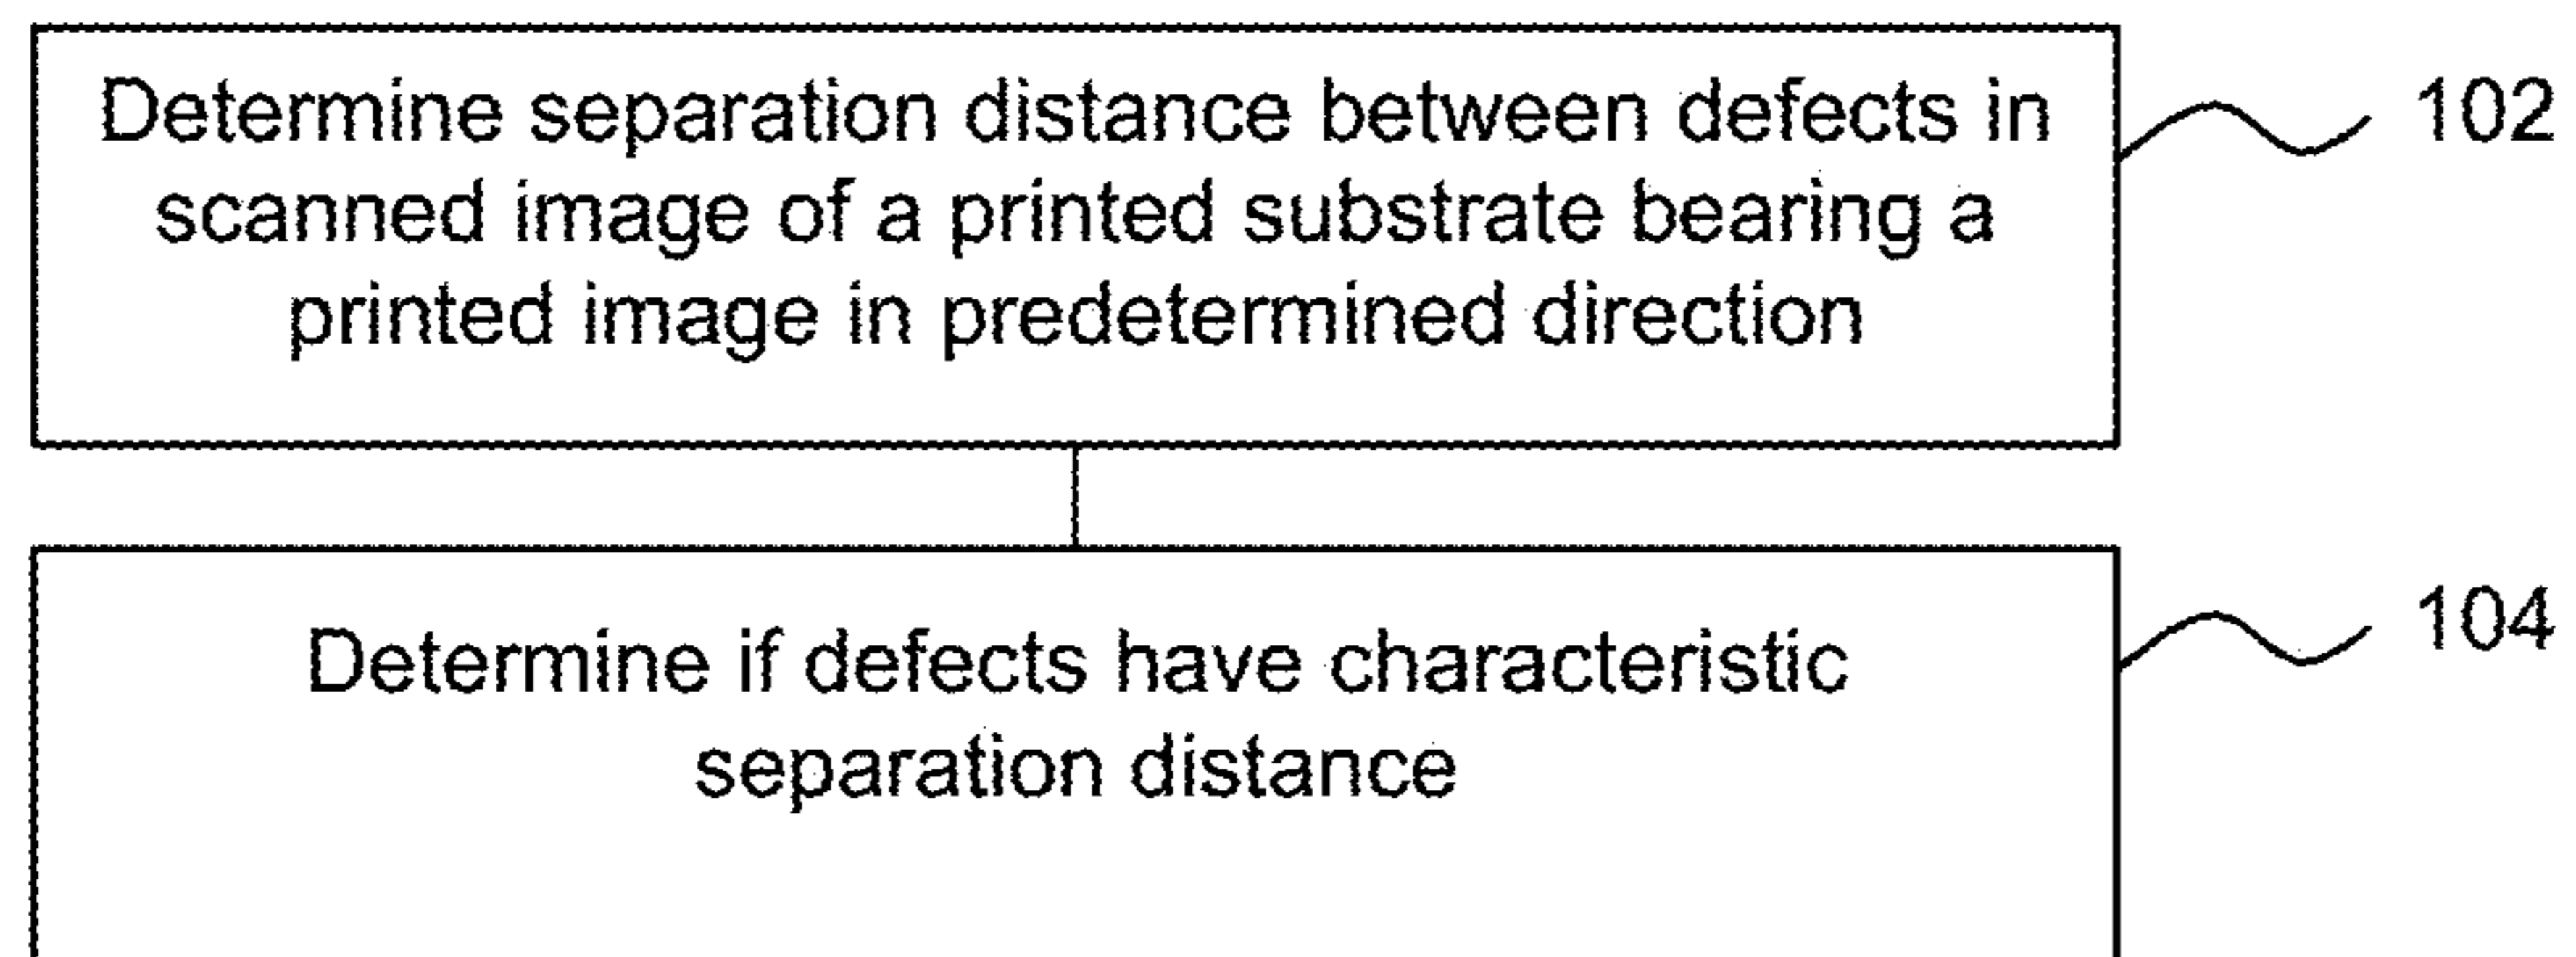 Determine separation distance between defects in
102
scanned image of a printed substrate bearing a
printed image in predetermined direction
Determine if defects have characteristic
104
separation distance